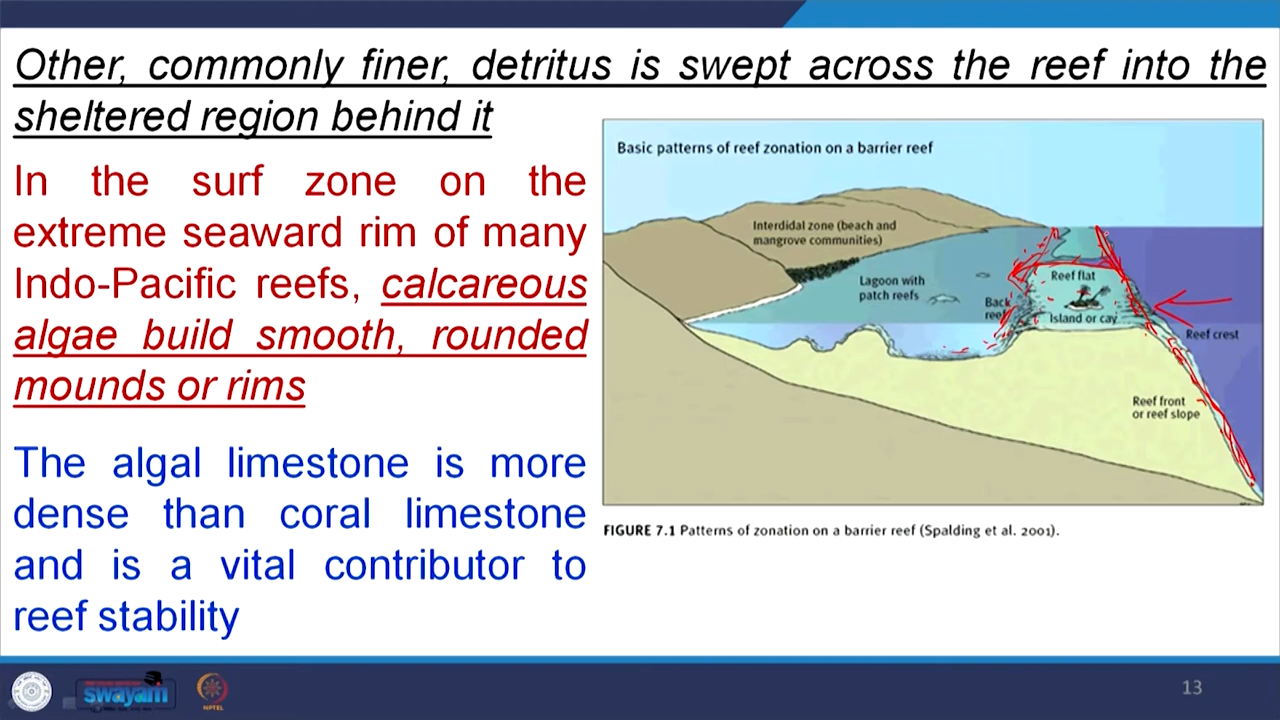 Other, commonly finer, detritus is swept across the reef into the
sheltered region behind it
In the surf zone on the
extreme seaward rim of many
Indo-Pacific reefs, calcareous
algae build smooth, rounded
mounds or rims
The algal limestone is more
dense than coral limestone
and is a vital contributor to
reef stability
Basic patterns of reef zonation on a barrier reef
Interdidal zone (beach and
mangrove communities)
Lagoon with
patch reefs
Back
reef
Reef flat
Island or cay
Reef crest
Reef front
or reef slope
FIGURE 7.1 Patterns of zonation on a barrier reef (Spalding et al. 2001).
swayam
NPTEL
13